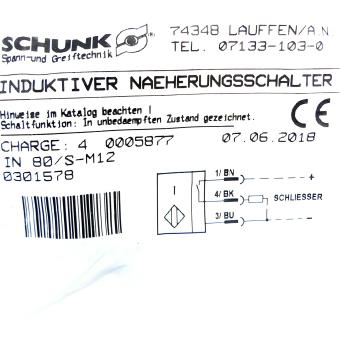 SCHUNK
Spann-und Greiftechnik
74348 LAUFFEN/A.N.
TEL. 07133-103-0
INDUKTIVER NAEHERUNGSSCHALTER
Hinweise im Katalog beachten !
Schaltfunktion: In unbedaempften Zustand gezeichnet.
CE
CHARGE: 4 0005877 07.06.2018
IN 80/S-M12
0301578
1/ BN +
I 4/ BK SCHLIESSER
3/ BU -